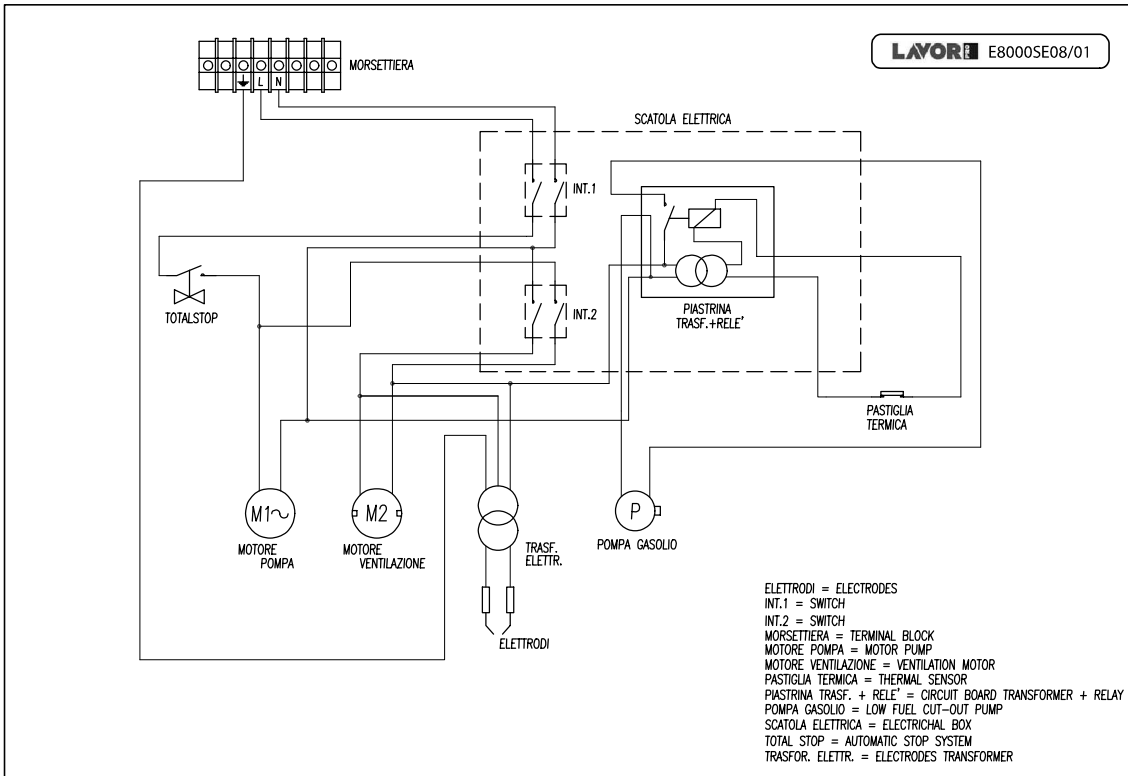 LAVOR PRO E8000SE08/01
MORSETTIERA
L N
SCATOLA ELETTRICA
INT.1
TOTALSTOP
INT.2
PIASTRINA
TRASF.+RELE'
PASTIGLIA
TERMICA
M1~
M2
P
MOTORE
POMPA
MOTORE
VENTILAZIONE
TRASF.
ELETTR.
POMPA GASOLIO
ELETTRODI
ELETTRODI = ELECTRODES
INT.1 = SWITCH
INT.2 = SWITCH
MORSETTIERA = TERMINAL BLOCK
MOTORE POMPA = MOTOR PUMP
MOTORE VENTILAZIONE = VENTILATION MOTOR
PASTIGLIA TERMICA = THERMAL SENSOR
PIASTRINA TRASF. + RELE' = CIRCUIT BOARD TRANSFORMER + RELAY
POMPA GASOLIO = LOW FUEL CUT-OUT PUMP
SCATOLA ELETTRICA = ELECTRICHAL BOX
TOTAL STOP = AUTOMATIC STOP SYSTEM
TRASFOR. ELETTR. = ELECTRODES TRANSFORMER